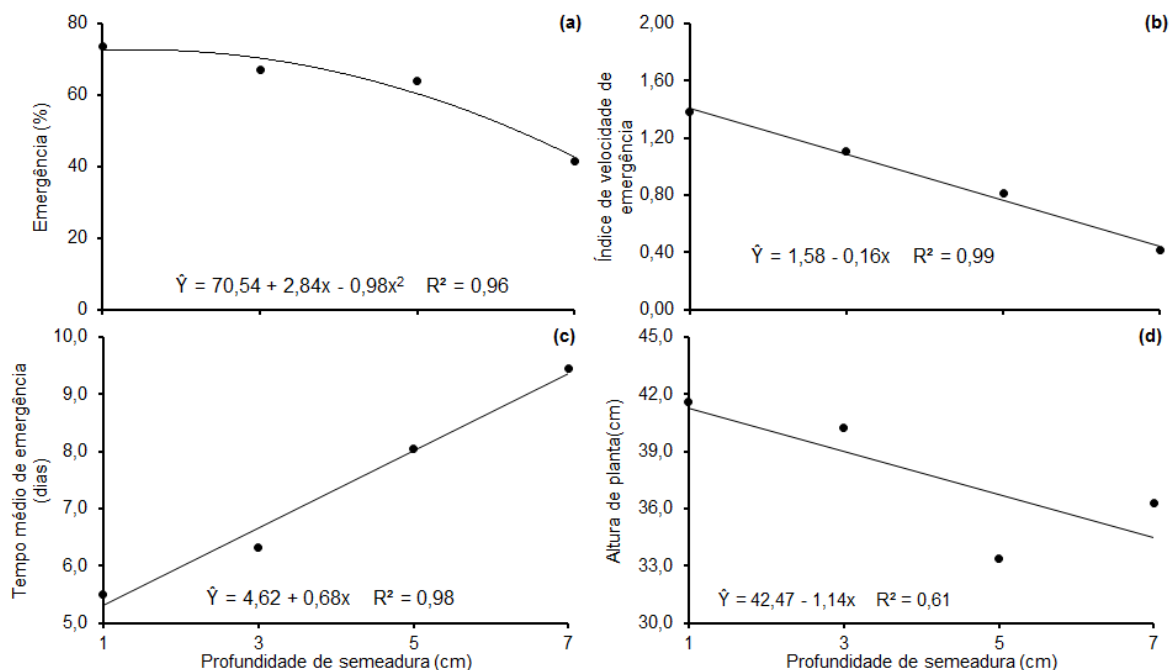 (a)
Emergência (%)
80
60
40
20
0
Ŷ = 70,54 + 2,84x - 0,98x² R² = 0,96
(b)
Índice de velocidade de
emergência
2,00
1,60
1,20
0,80
0,40
0,00
Ŷ = 1,58 - 0,16x R² = 0,99
(c)
Tempo médio de emergência
(dias)
10,0
9,0
8,0
7,0
6,0
5,0
Ŷ = 4,62 + 0,68x R² = 0,98
1 3 5 7
Profundidade de semeadura (cm)
(d)
Altura de planta(cm)
45,0
42,0
39,0
36,0
33,0
30,0
Ŷ = 42,47 - 1,14x R² = 0,61
1 3 5 7
Profundidade de semeadura (cm)